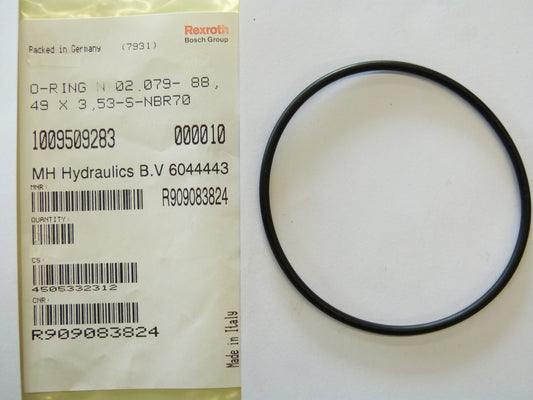 Rexroth
Bosch Group
Packed in Germany (7931)
O-RING N 02.079- 88,
49 X 3,53-S-NBR70
1009509283 000010
MH Hydraulics B.V 6044443
MNR:
R909083824
QUANTITY:
CS:
4505332312
CNR:
R909083824
Made in Italy